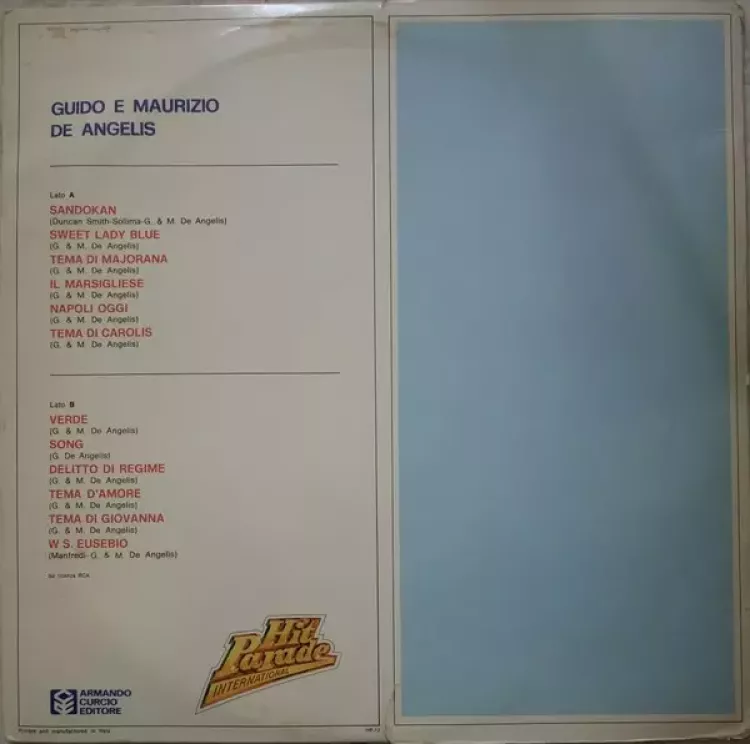 GUIDO E MAURIZIO
DE ANGELIS
Lato A
SANDOKAN
(Duncan Smith-Sollima-G. & M. De Angelis)
SWEET LADY BLUE
(G. & M. De Angelis)
TEMA DI MAJORANA
(G. & M. De Angelis)
IL MARSIGLIESE
(G. & M. De Angelis)
NAPOLI OGGI
(G. & M. De Angelis)
TEMA DI CAROLIS
(G. & M. De Angelis)
Lato B
VERDE
(G. & M. De Angelis)
SONG
(G. De Angelis)
DELITTO DI REGIME
(G. & M. De Angelis)
TEMA D'AMORE
(G. & M. De Angelis)
TEMA DI GIOVANNA
(G. & M. De Angelis)
W S. EUSEBIO
(Manfredi-G. & M. De Angelis)
RCA
Hit
Parade
INTERNATIONAL
ARMANDO
CURCIO
EDITORE
Printed and manufactured in Italy